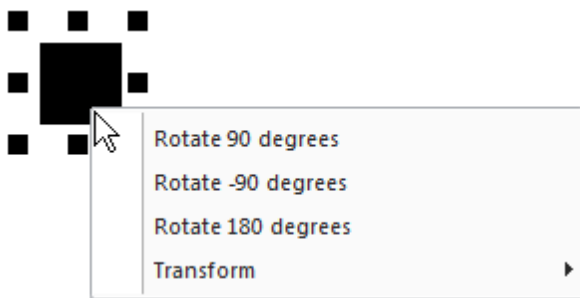 Rotate 90 degrees
Rotate -90 degrees
Rotate 180 degrees
Transform